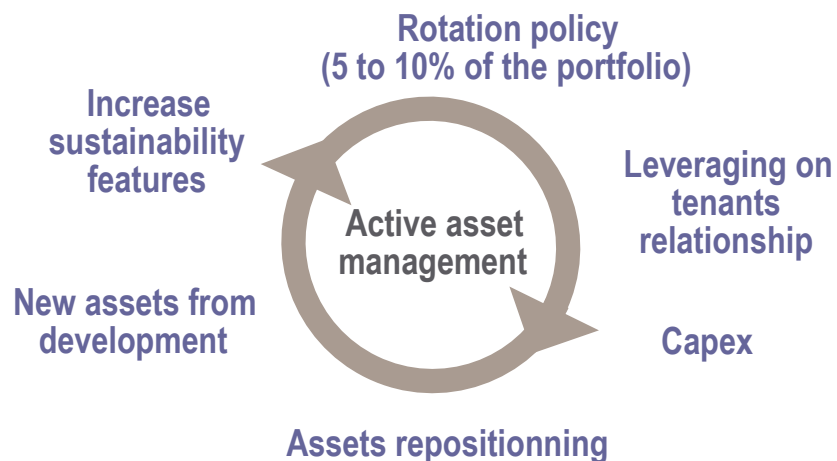 Rotation policy
(5 to 10% of the portfolio)
Increase
sustainability
features
Leveraging on
tenants
relationship
Active asset
management
New assets from
development
Capex
Assets repositionning